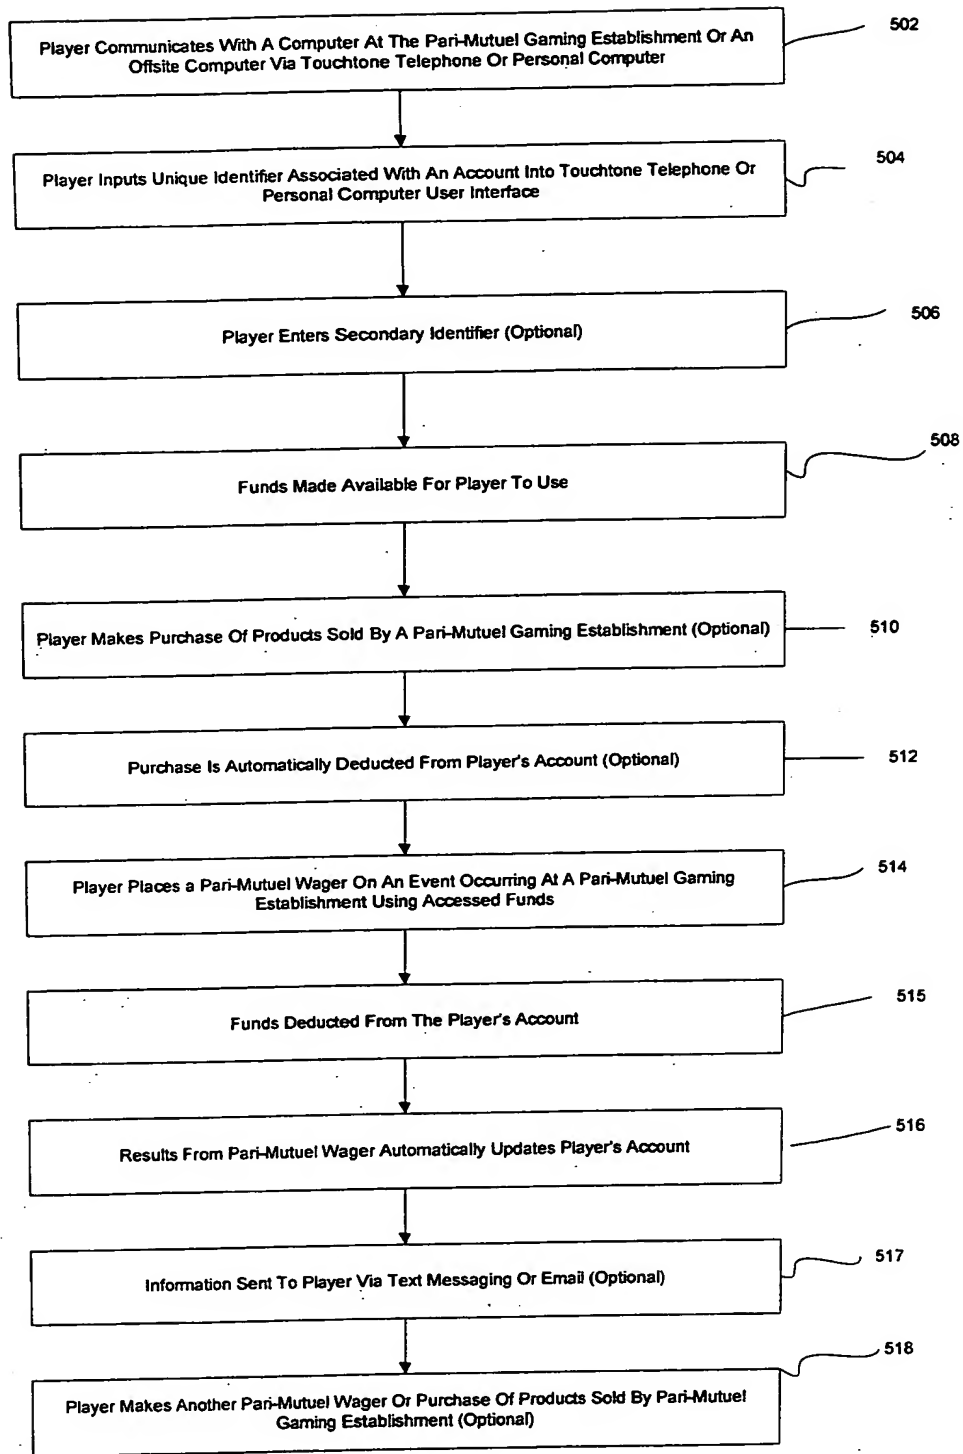 Player Communicates With A Computer At The Pari-Mutuel Gaming Establishment Or An
Offsite Computer Via Touchtone Telephone Or Personal Computer
502
Player Inputs Unique Identifier Associated With An Account Into Touchtone Telephone Or
Personal Computer User Interface
504
Player Enters Secondary Identifier (Optional)
506
Funds Made Available For Player To Use
508
Player Makes Purchase Of Products Sold By A Pari-Mutuel Gaming Establishment (Optional)
510
Purchase Is Automatically Deducted From Player's Account (Optional)
512
Player Places a Pari-Mutuel Wager On An Event Occurring At A Pari-Mutuel Gaming
Establishment Using Accessed Funds
514
Funds Deducted From The Player's Account
515
Results From Pari-Mutuel Wager Automatically Updates Player's Account
516
Information Sent To Player Via Text Messaging Or Email (Optional)
517
Player Makes Another Pari-Mutuel Wager Or Purchase Of Products Sold By Pari-Mutuel
Gaming Establishment (Optional)
518